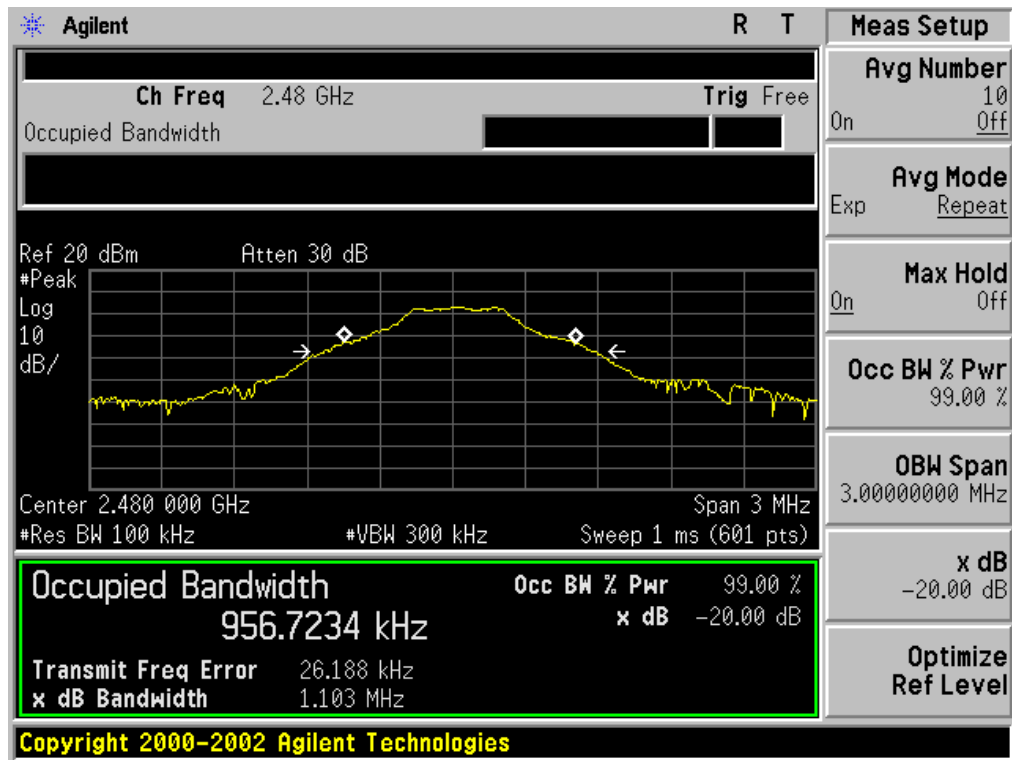 Agilent R T
Ch Freq 2.48 GHz Trig Free
Occupied Bandwidth
Ref 20 dBm Atten 30 dB
#Peak
Log
10
dB/
Center 2.480 000 GHz Span 3 MHz
#Res BW 100 kHz #VBW 300 kHz Sweep 1 ms (601 pts)
Occupied Bandwidth Occ BW % Pwr 99.00 %
956.7234 kHz x dB -20.00 dB
Transmit Freq Error 26.188 kHz
x dB Bandwidth 1.103 MHz
Copyright 2000-2002 Agilent Technologies
Meas Setup
Avg Number
10
On Off
Avg Mode
Exp Repeat
Max Hold
On Off
Occ BW % Pwr
99.00 %
OBW Span
3.00000000 MHz
x dB
-20.00 dB
Optimize
Ref Level